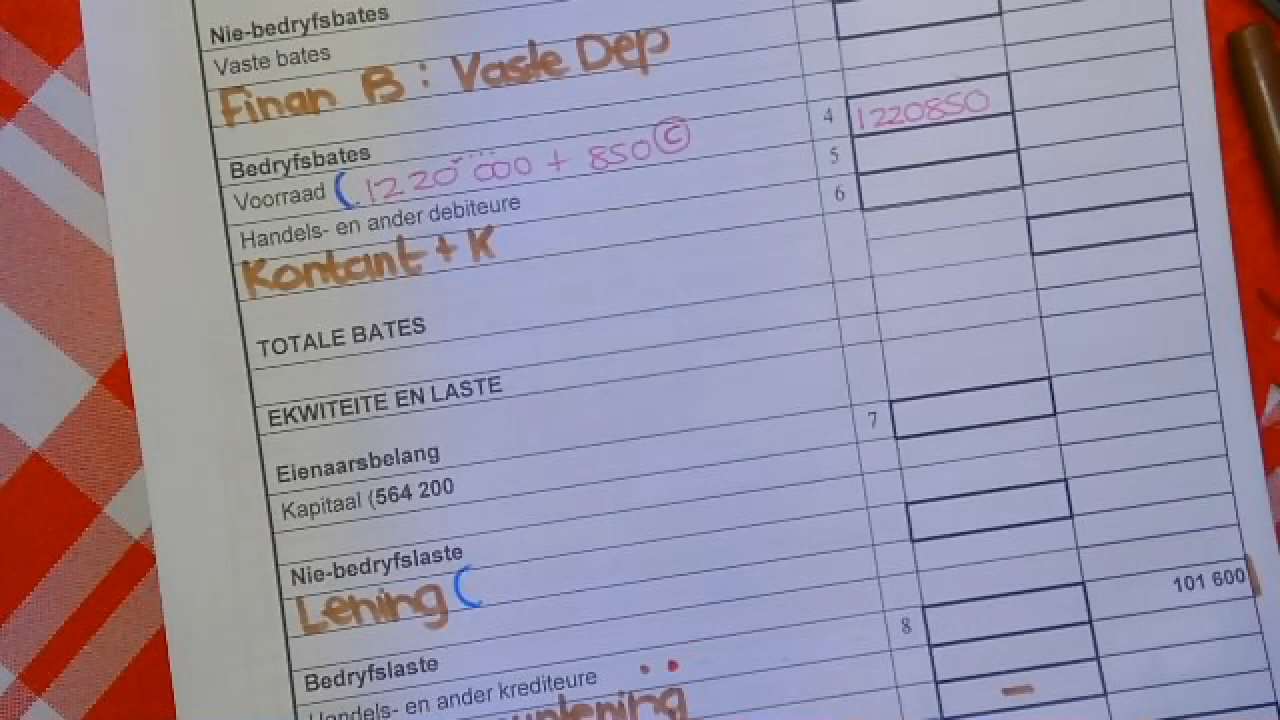 Nie-bedryfsbates
Vaste bates
Finan B : Vaste Dep
Bedryfsbates 4 1220850
Voorraad ( 1220 000 + 850 © 5
Handels- en ander debiteure 6
Kontant + K
TOTALE BATES
EKWITEITE EN LASTE
Eienaarsbelang 7
Kapitaal (564 200
Nie-bedryfslaste
Lening (
101 600
Bedryfslaste 8
Handels- en ander krediteure
lening –